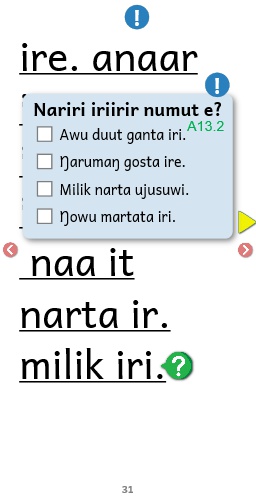 ire. anaar
Nariri iriirir numut e?
A13.2
Awu duut ganta iri.
Ŋarumaŋ gosta ire.
Milik narta ujusuwi.
Ŋowu martata iri.
naa it
narta ir.
milik iri.
31